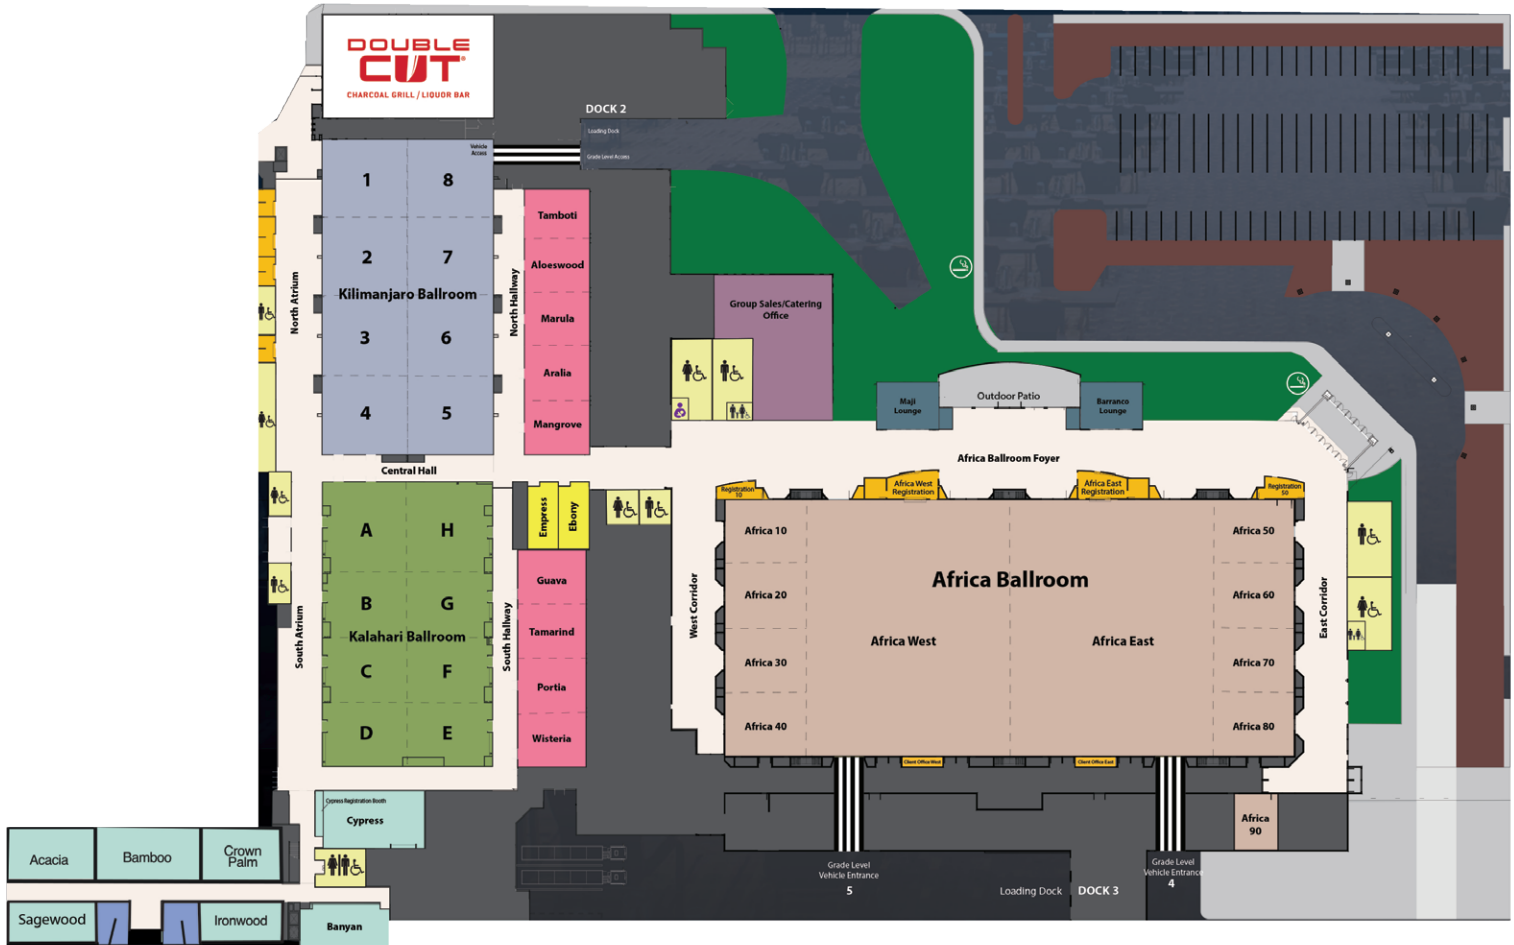 DOUBLE
CUT
CHARCOAL GRILL / LIQUOR BAR
DOCK 2
Loading Dock
Grade Level Access
Vehicle
Access
1
8
2
7
Kilimanjaro Ballroom
3
6
4
5
North Atrium
North Hallway
Tamboti
Aloeswood
Marula
Aralia
Mangrove
Group Sales/Catering
Office
Maji
Lounge
Outdoor Patio
Barranco
Lounge
Central Hall
Africa Ballroom Foyer
Registration
10
Africa West
Registration
Africa East
Registration
Registration
50
A
H
B
G
Kalahari Ballroom
C
F
D
E
South Atrium
South Hallway
Empress
Ebony
Guava
Tamarind
Portia
Wisteria
West Corridor
Africa 10
Africa 20
Africa 30
Africa 40
Africa Ballroom
Africa West
Africa East
Africa 50
Africa 60
Africa 70
Africa 80
East Corridor
Client Office West
Client Office East
Cypress Registration Booth
Cypress
Africa
90
Acacia
Bamboo
Crown
Palm
Sagewood
Ironwood
Banyan
Grade Level
Vehicle Entrance
5
Loading Dock
DOCK 3
Grade Level
Vehicle Entrance
4